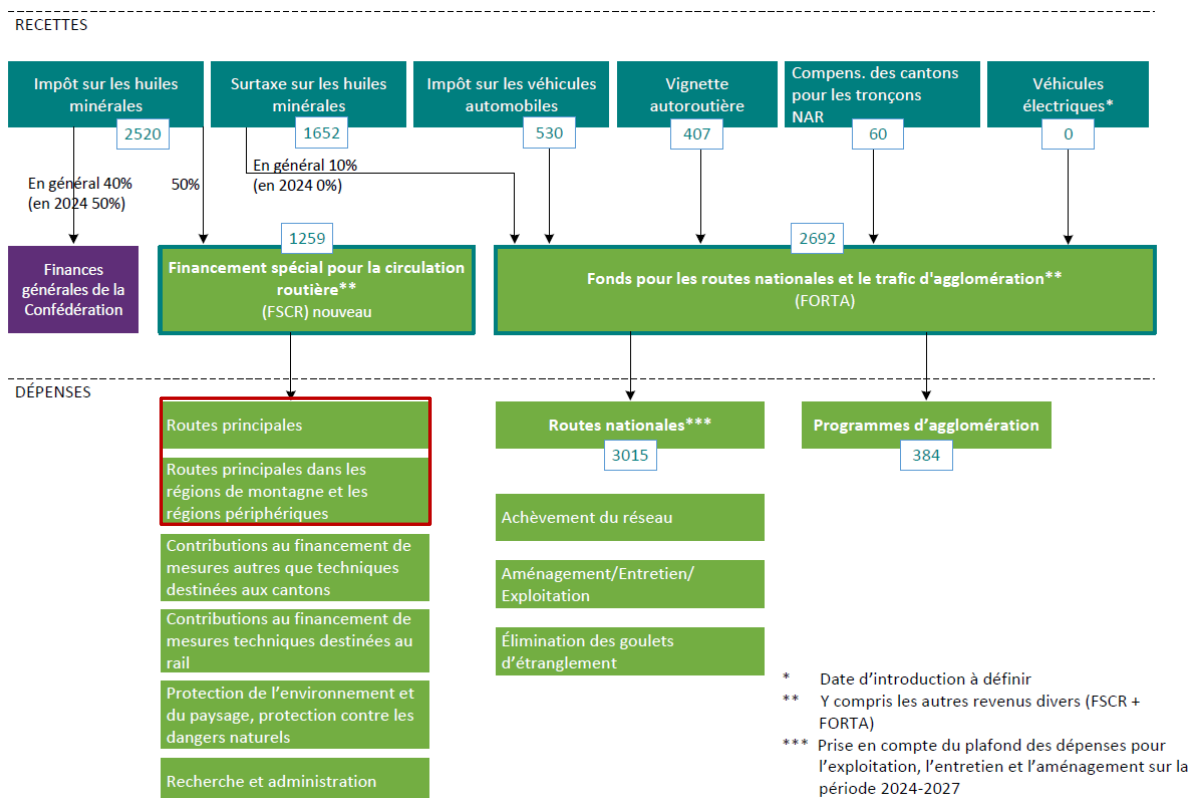 RECETTES
Impôt sur les huiles
minérales
2520
Surtaxe sur les huiles
minérales
1652
Impôt sur les véhicules
automobiles
530
Vignette
autoroutière
407
Compens. des cantons
pour les tronçons
NAR
60
Véhicules
électriques*
0
En général 40%
(en 2024 50%)
50%
En général 10%
(en 2024 0%)
Finances
générales de la
Confédération
1259
Financement spécial pour la circulation
routière**
(FSCR) nouveau
2692
Fonds pour les routes nationales et le trafic d'agglomération**
(FORTA)
DÉPENSES
Routes principales
Routes principales dans les
régions de montagne et les
régions périphériques
Contributions au financement de
mesures autres que techniques
destinées aux cantons
Contributions au financement de
mesures techniques destinées au
rail
Protection de l'environnement et
du paysage, protection contre les
dangers naturels
Recherche et administration
Routes nationales***
3015
Achèvement du réseau
Aménagement/Entretien/
Exploitation
Élimination des goulets
d'étranglement
Programmes d'agglomération
384
* Date d'introduction à définir
** Y compris les autres revenus divers (FSCR +
FORTA)
*** Prise en compte du plafond des dépenses pour
l'exploitation, l'entretien et l'aménagement sur la
période 2024-2027